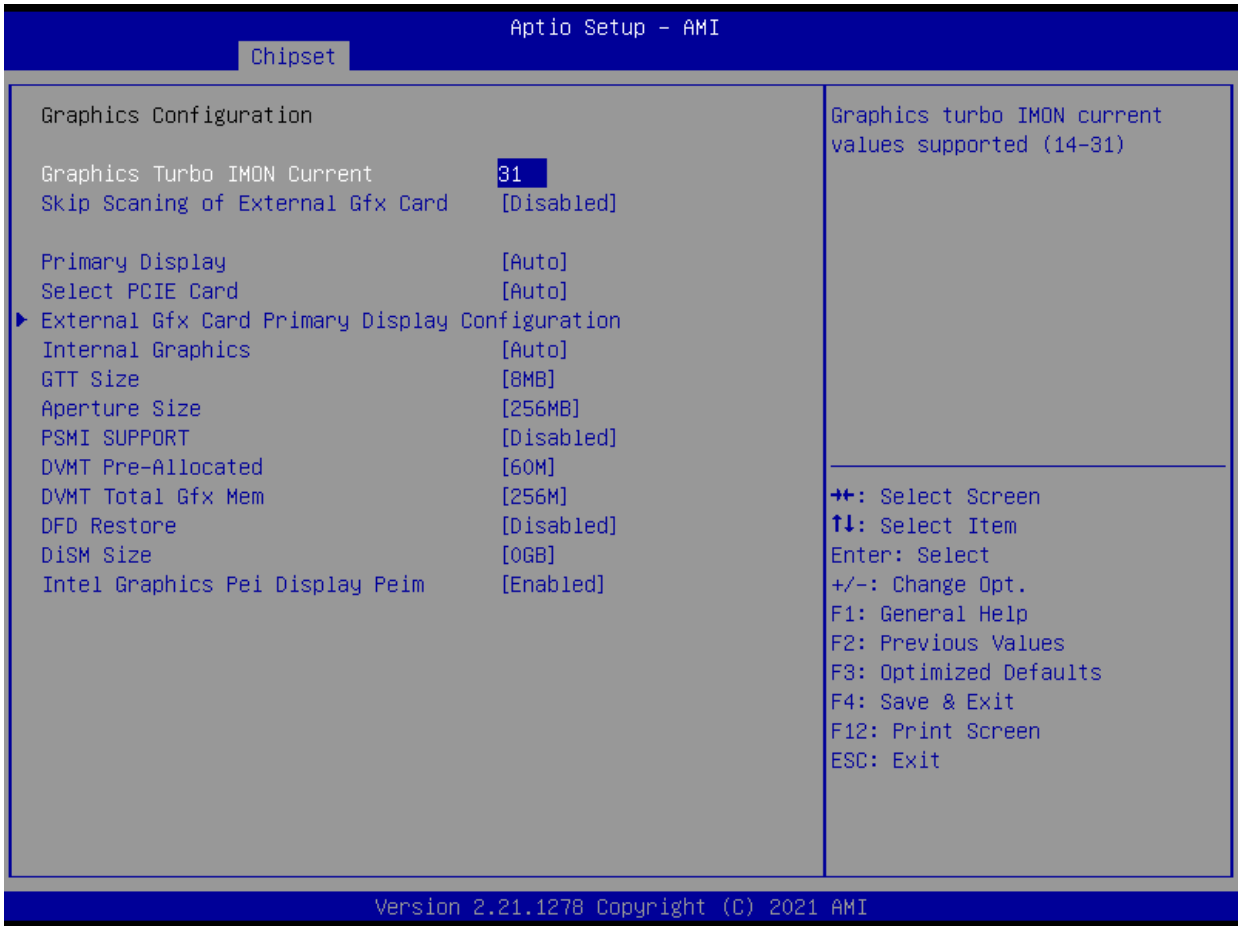 Aptio Setup – AMI
Chipset
Graphics Configuration
Graphics Turbo IMON Current 31
Skip Scaning of External Gfx Card [Disabled]
Primary Display [Auto]
Select PCIE Card [Auto]
External Gfx Card Primary Display Configuration
Internal Graphics [Auto]
GTT Size [8MB]
Aperture Size [256MB]
PSMI SUPPORT [Disabled]
DVMT Pre-Allocated [60M]
DVMT Total Gfx Mem [256M]
DFD Restore [Disabled]
DiSM Size [0GB]
Intel Graphics Pei Display Peim [Enabled]
Graphics turbo IMON current
values supported (14-31)
→←: Select Screen
↑↓: Select Item
Enter: Select
+/-: Change Opt.
F1: General Help
F2: Previous Values
F3: Optimized Defaults
F4: Save & Exit
F12: Print Screen
ESC: Exit
Version 2.21.1278 Copyright (C) 2021 AMI